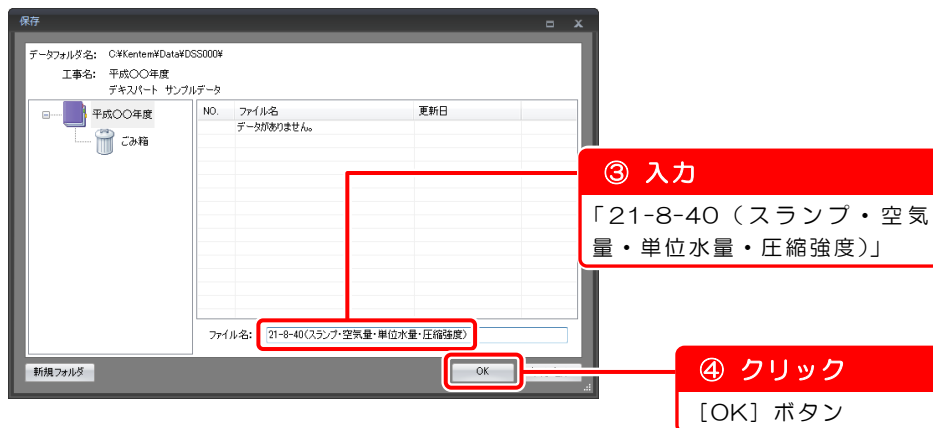 保存
データフォルダ名: C:¥Kentem¥Data¥DSS000¥
工事名: 平成〇〇年度
デキスパート サンプルデータ
平成〇〇年度
ごみ箱
NO. ファイル名 更新日
データがありません。
③ 入力
「21-8-40（スランプ・空気
量・単位水量・圧縮強度）」
ファイル名: 21-8-40(スランプ・空気量・単位水量・圧縮強度)
新規フォルダ
OK
④ クリック
［OK］ボタン